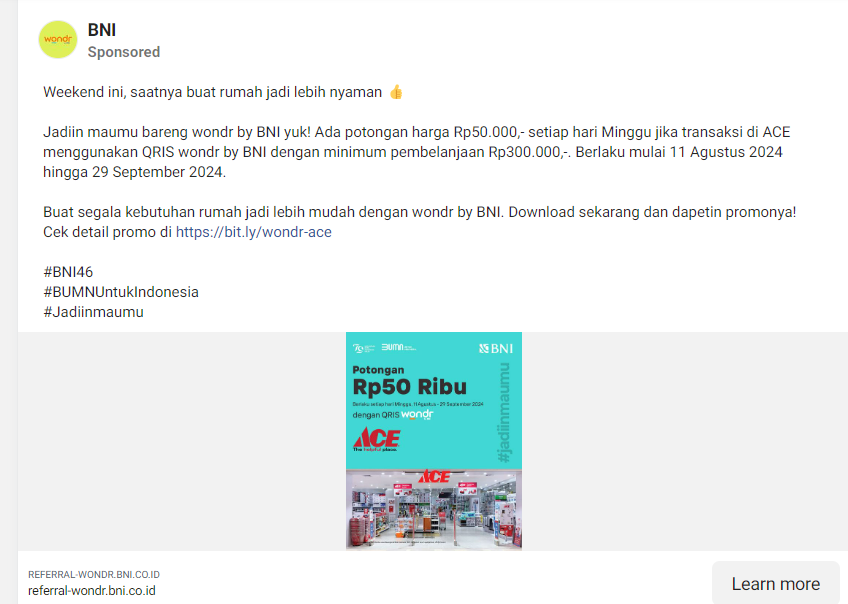 wondr
BNI
Sponsored
Weekend ini, saatnya buat rumah jadi lebih nyaman 👍
Jadiin maumu bareng wondr by BNI yuk! Ada potongan harga Rp50.000,- setiap hari Minggu jika transaksi di ACE
menggunakan QRIS wondr by BNI dengan minimum pembelanjaan Rp300.000,-. Berlaku mulai 11 Agustus 2024
hingga 29 September 2024.
Buat segala kebutuhan rumah jadi lebih mudah dengan wondr by BNI. Download sekarang dan dapetin promonya!
Cek detail promo di https://bit.ly/wondr-ace
#BNI46
#BUMNUntukIndonesia
#Jadiinmaumu
BUMN
BNI
Potongan
Rp50 Ribu
Berlaku setiap hari Minggu, 11 Agustus - 29 September 2024
dengan QRIS wondr
ACE
The helpful place.
#jadiinmaumu
ACE
REFERRAL-WONDR.BNI.CO.ID
referral-wondr.bni.co.id
Learn more